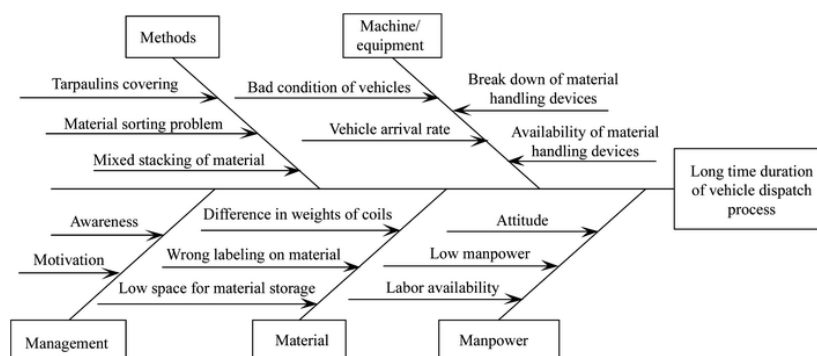 Methods
Machine/
equipment
Tarpaulins covering
Bad condition of vehicles
Break down of material
handling devices
Material sorting problem
Vehicle arrival rate
Availability of material
handling devices
Mixed stacking of material
Long time duration
of vehicle dispatch
process
Awareness
Difference in weights of coils
Attitude
Motivation
Wrong labeling on material
Low manpower
Low space for material storage
Labor availability
Management
Material
Manpower